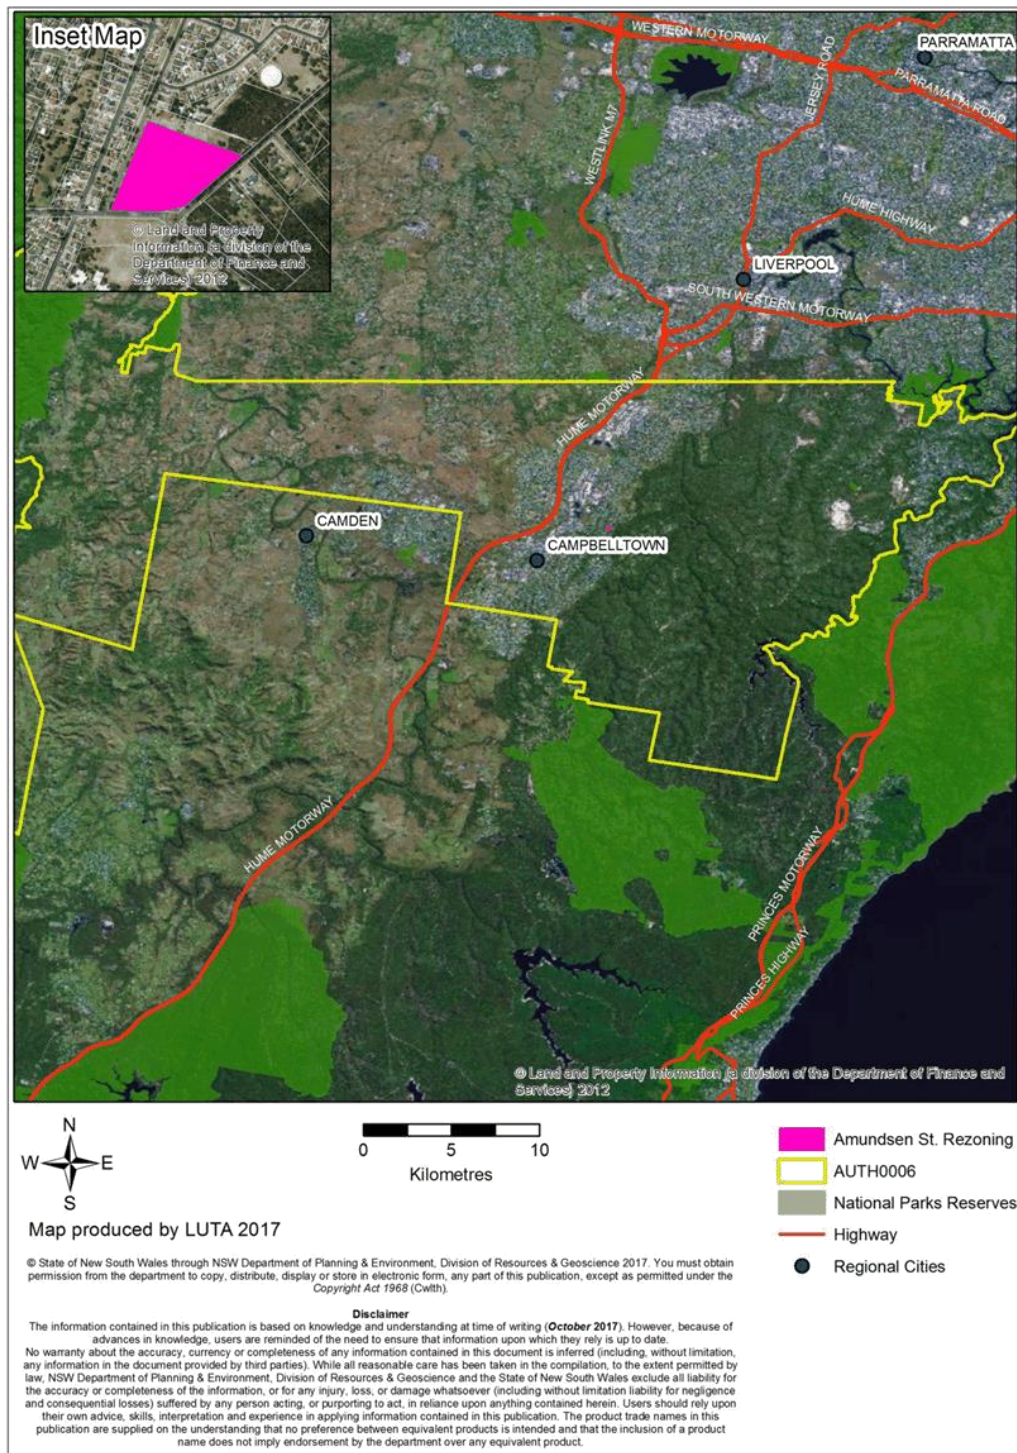 Inset Map
© Land and Property
Information (a division of the
Department of Finance and
Services) 2012
WESTERN MOTORWAY
PARRAMATTA
JERSEY ROAD
PARRAMATTA ROAD
WESTLINK M7
HUME HIGHWAY
LIVERPOOL
SOUTH WESTERN MOTORWAY
HUME MOTORWAY
CAMDEN
CAMPBELLTOWN
HUME MOTORWAY
PRINCES MOTORWAY
PRINCES HIGHWAY
© Land and Property Information (a division of the Department of Finance and
Services) 2012
N
W E
S
0 5 10
Kilometres
Amundsen St. Rezoning
AUTH0006
National Parks Reserves
Highway
Regional Cities
Map produced by LUTA 2017
© State of New South Wales through NSW Department of Planning & Environment, Division of Resources & Geoscience 2017. You must obtain
permission from the department to copy, distribute, display or store in electronic form, any part of this publication, except as permitted under the
Copyright Act 1968 (Cwlth).
Disclaimer
The information contained in this publication is based on knowledge and understanding at time of writing (October 2017). However, because of
advances in knowledge, users are reminded of the need to ensure that information upon which they rely is up to date.
No warranty about the accuracy, currency or completeness of any information contained in this document is inferred (including, without limitation,
any information in the document provided by third parties). While all reasonable care has been taken in the compilation, to the extent permitted by
law, NSW Department of Planning & Environment, Division of Resources & Geoscience and the State of New South Wales exclude all liability for
the accuracy or completeness of the information, or for any injury, loss, or damage whatsoever (including without limitation liability for negligence
and consequential losses) suffered by any person acting, or purporting to act, in reliance upon anything contained herein. Users should rely upon
their own advice, skills, interpretation and experience in applying information contained in this publication. The product trade names in this
publication are supplied on the understanding that no preference between equivalent products is intended and that the inclusion of a product
name does not imply endorsement by the department over any equivalent product.